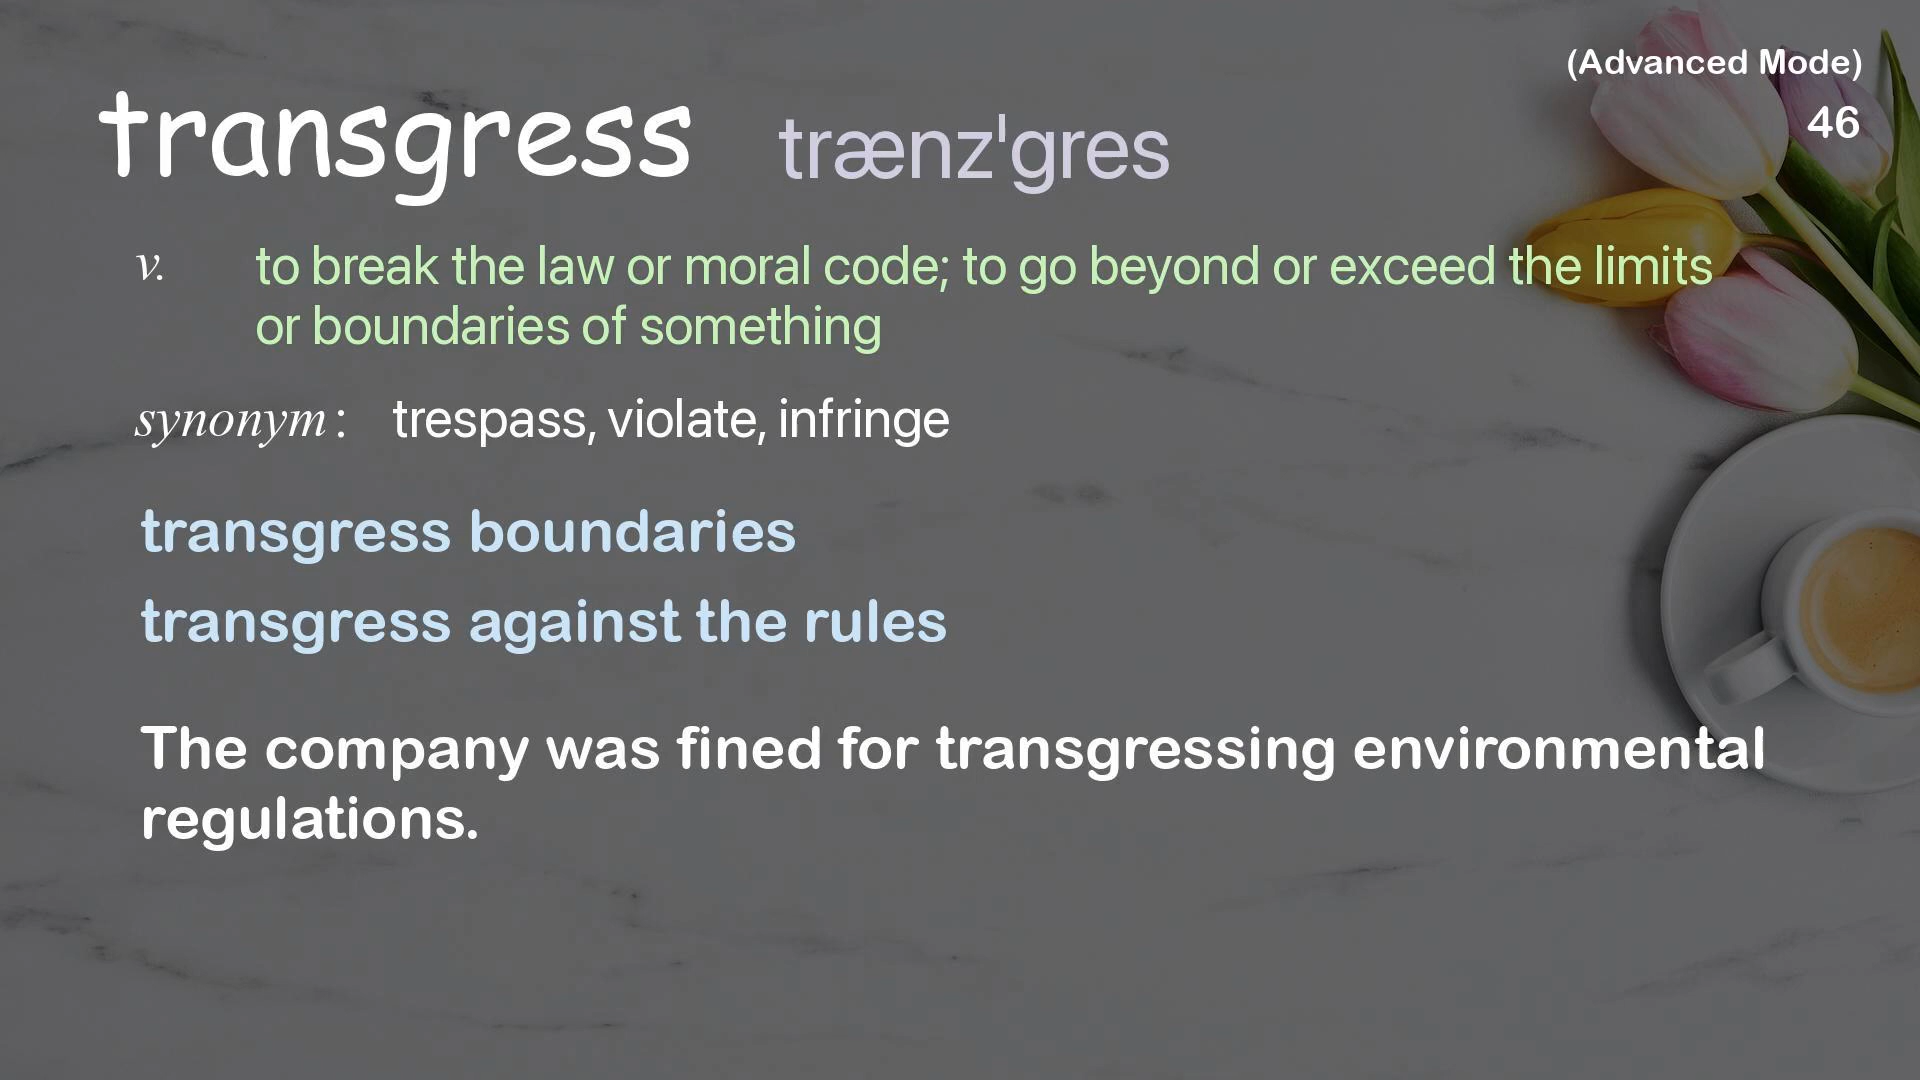 (Advanced Mode)
transgress trænzˈgres
46
v. to break the law or moral code; to go beyond or exceed the limits
or boundaries of something
synonym: trespass, violate, infringe
transgress boundaries
transgress against the rules
The company was fined for transgressing environmental
regulations.